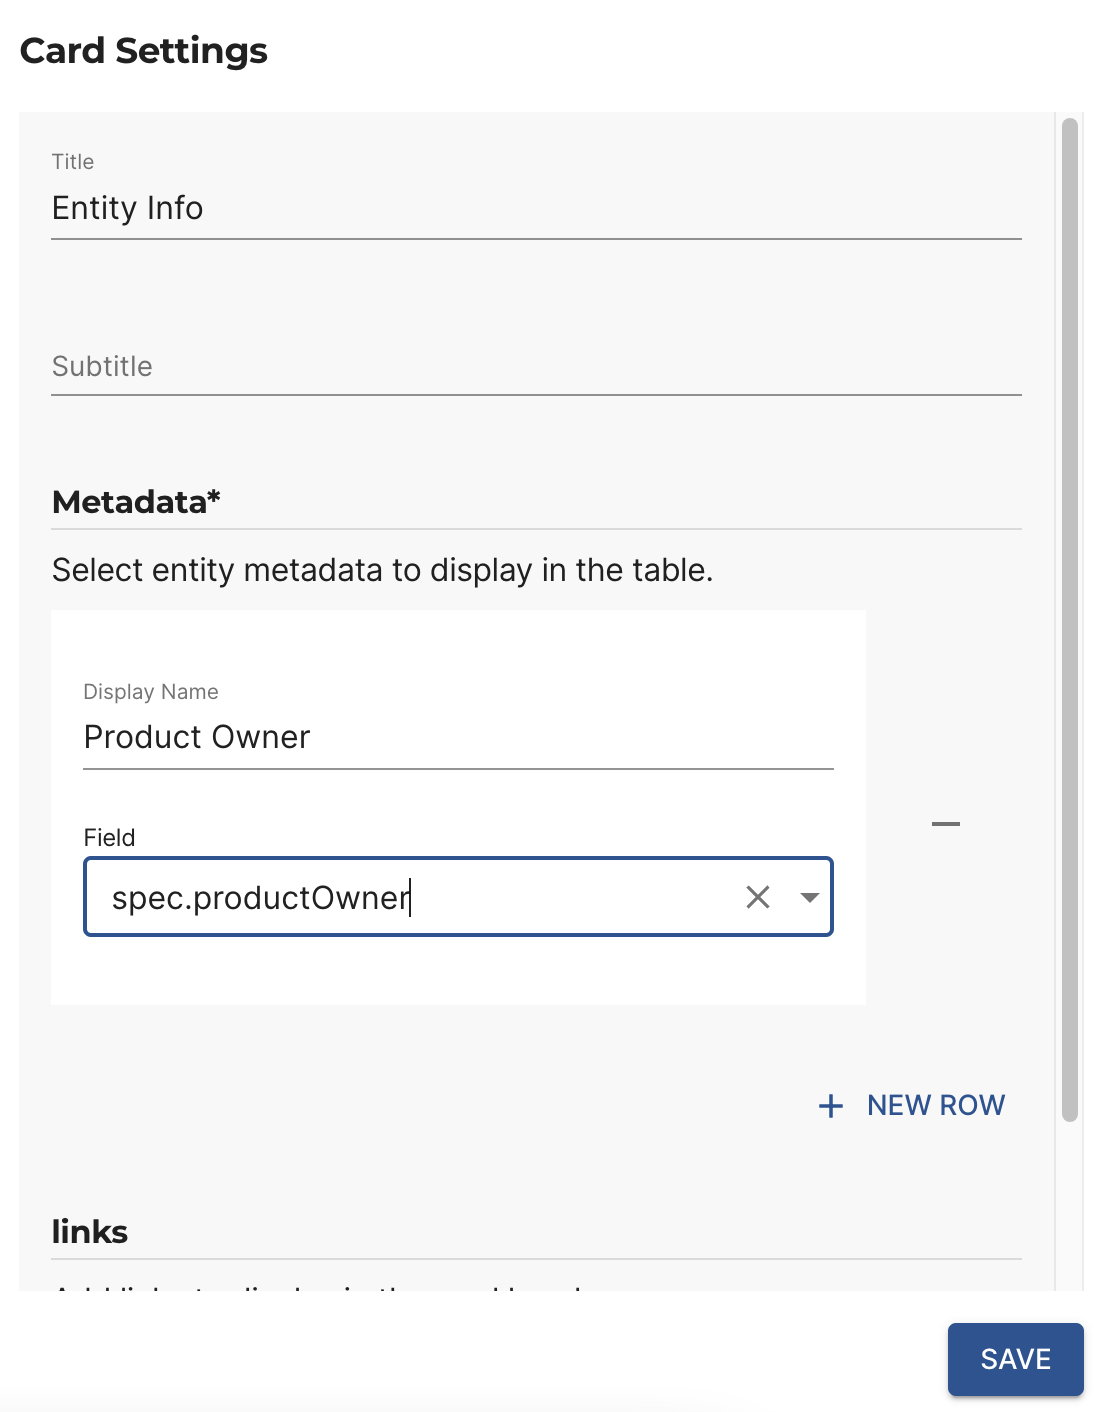 Card Settings
Title
Entity Info
Subtitle
Metadata*
Select entity metadata to display in the table.
Display Name
Product Owner
Field
spec.productOwner
NEW ROW
links
SAVE